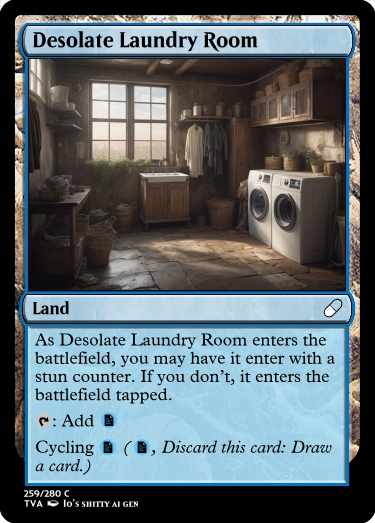 Desolate Laundry Room
Land
As Desolate Laundry Room enters the
battlefield, you may have it enter with a
stun counter. If you don't, it enters the
battlefield tapped.
: Add
Cycling ( , Discard this card: Draw
a card.)
259/280 C
TVA Io's shitty ai gen